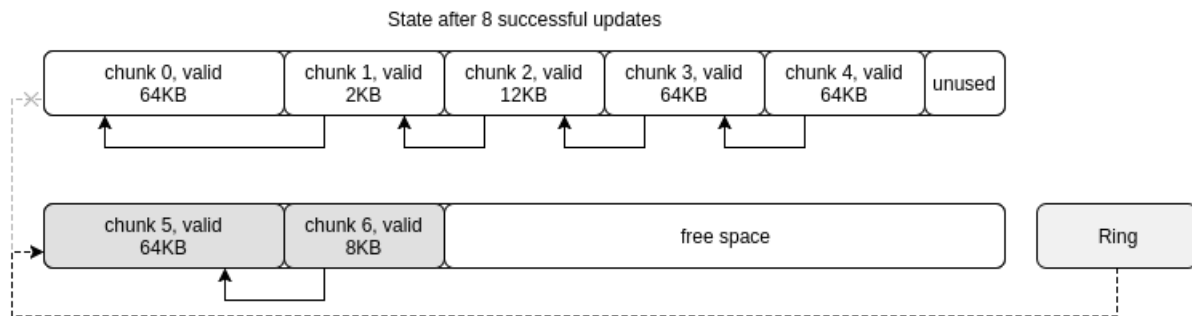 State after 8 successful updates
chunk 0, valid
64KB
chunk 1, valid
2KB
chunk 2, valid
12KB
chunk 3, valid
64KB
chunk 4, valid
64KB
unused
chunk 5, valid
64KB
chunk 6, valid
8KB
free space
Ring